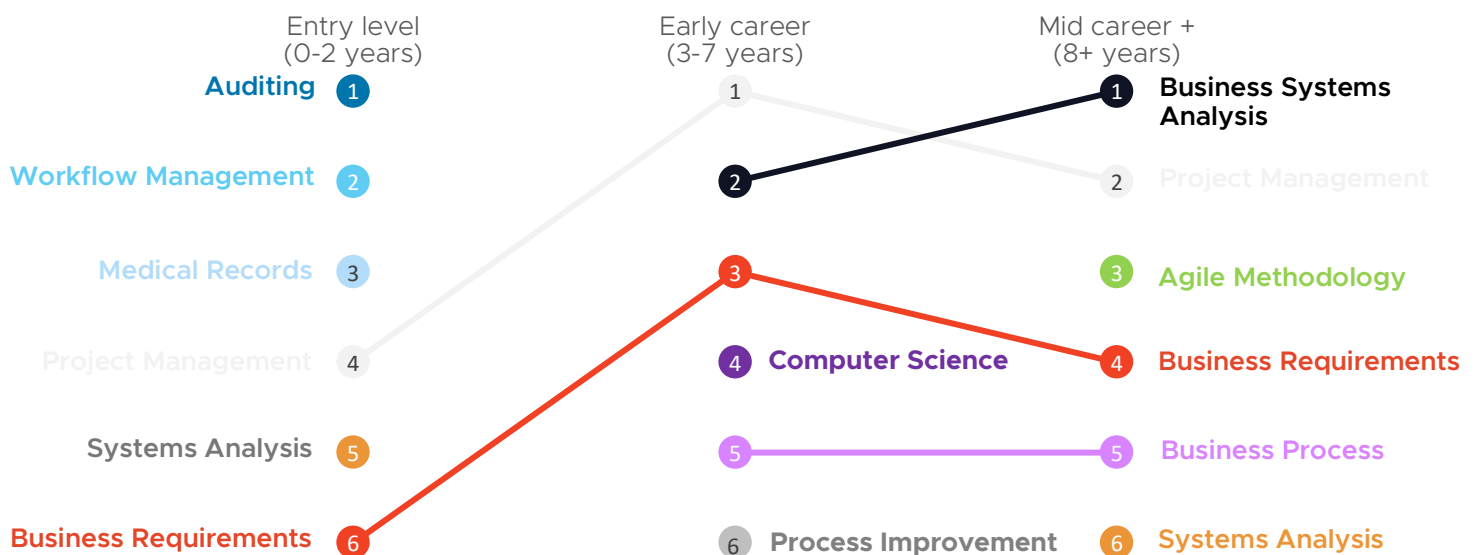 Entry level
(0-2 years)
Early career
(3-7 years)
Mid career +
(8+ years)
Auditing
1
1
1
Business Systems
Analysis
Workflow Management
2
2
2
Project Management
Medical Records
3
3
3
Agile Methodology
Project Management
4
4
Computer Science
4
Business Requirements
Systems Analysis
5
5
5
Business Process
Business Requirements
6
6
Process Improvement
6
Systems Analysis